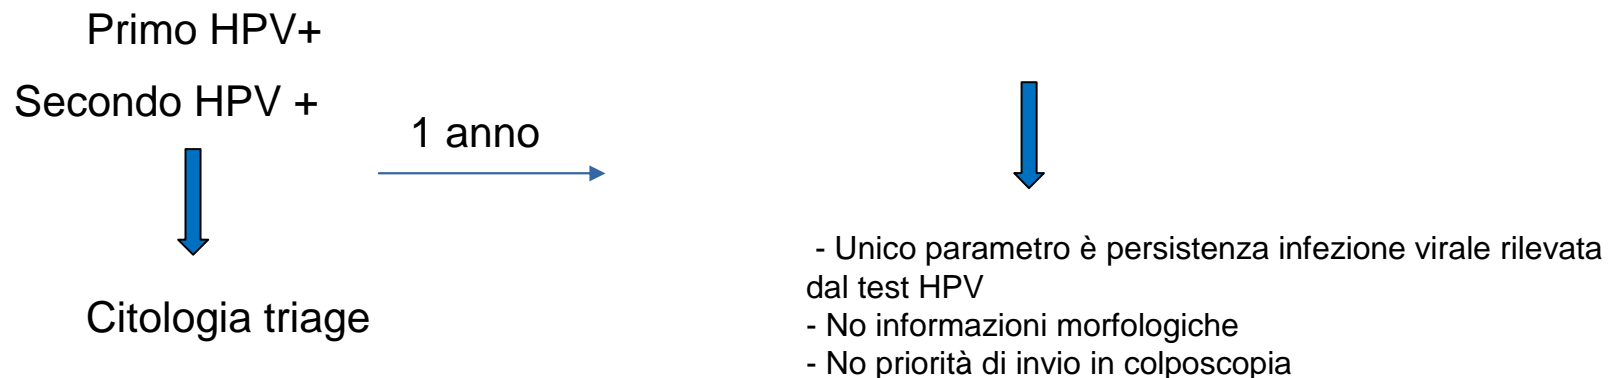 Primo HPV+
Secondo HPV +
1 anno
Citologia triage
- Unico parametro è persistenza infezione virale rilevata
dal test HPV
- No informazioni morfologiche
- No priorità di invio in colposcopia